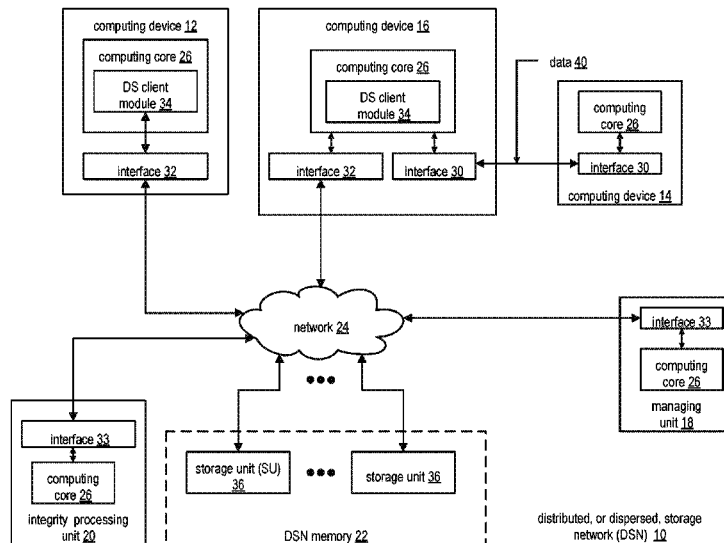 computing device 12
computing core 26
DS client
module 34
interface 32
computing device 16
computing core 26
DS client
module 34
interface 32
interface 30
data 40
computing
core 26
interface 30
computing device 14
network 24
interface 33
computing
core 26
managing
unit 18
interface 33
computing
core 26
integrity processing
unit 20
storage unit (SU)
36
storage unit 36
DSN memory 22
distributed, or dispersed, storage
network (DSN) 10